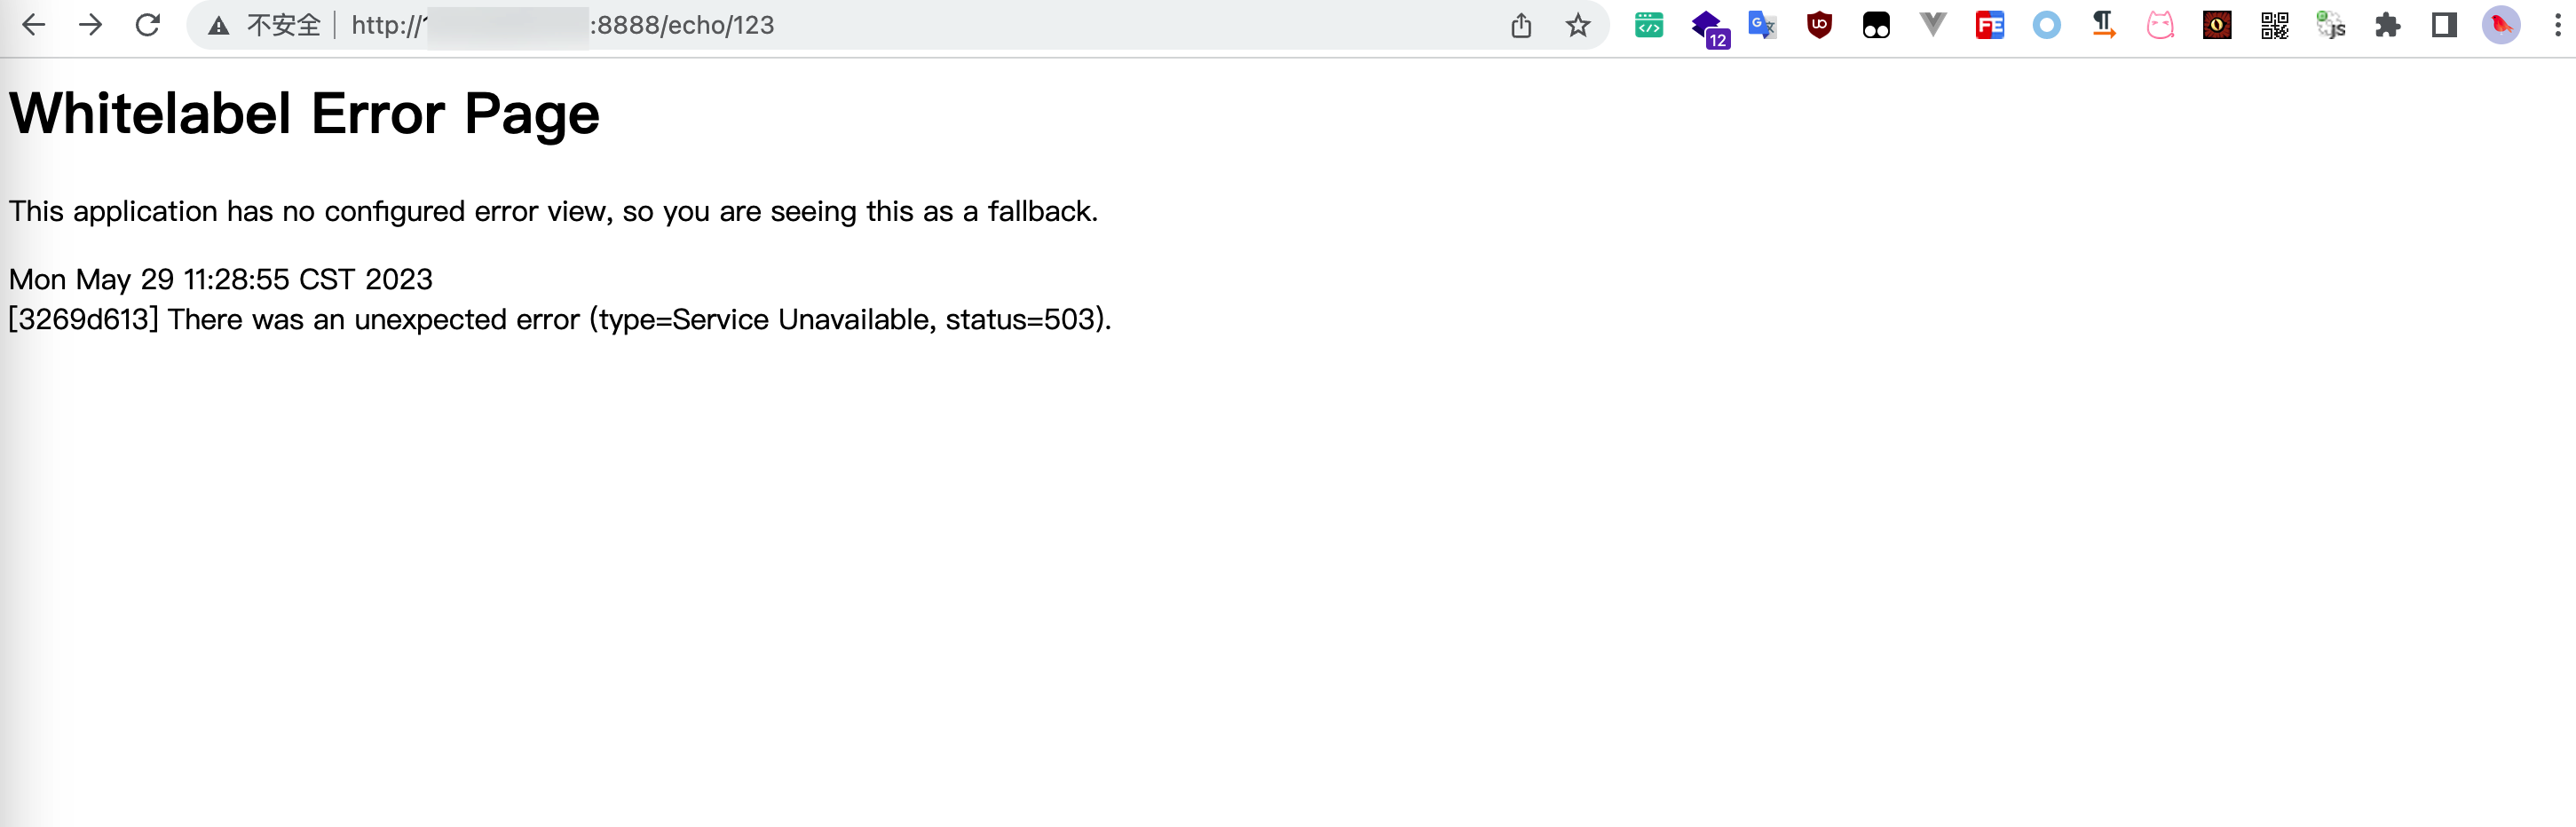 不安全 http://1 :8888/echo/123
12
Whitelabel Error Page
This application has no configured error view, so you are seeing this as a fallback.
Mon May 29 11:28:55 CST 2023
[3269d613] There was an unexpected error (type=Service Unavailable, status=503).